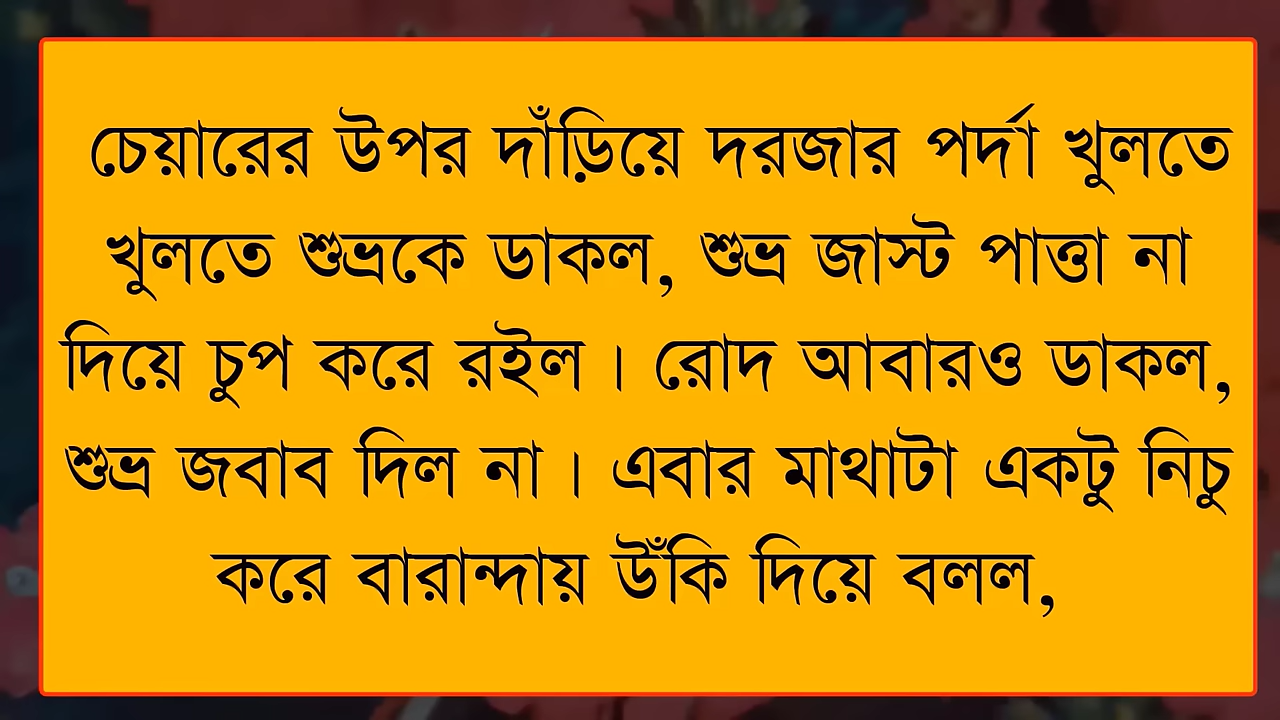 চেয়ারের উপর দাঁড়িয়ে দরজার পর্দা খুলতে
খুলতে শুভ্রকে ডাকল, শুভ্র জাস্ট পাত্তা না
দিয়ে চুপ করে রইল । রোদ আবারও ডাকল,
শুভ্র জবাব দিল না । এবার মাথাটা একটু নিচু
করে বারান্দায় উঁকি দিয়ে বলল,